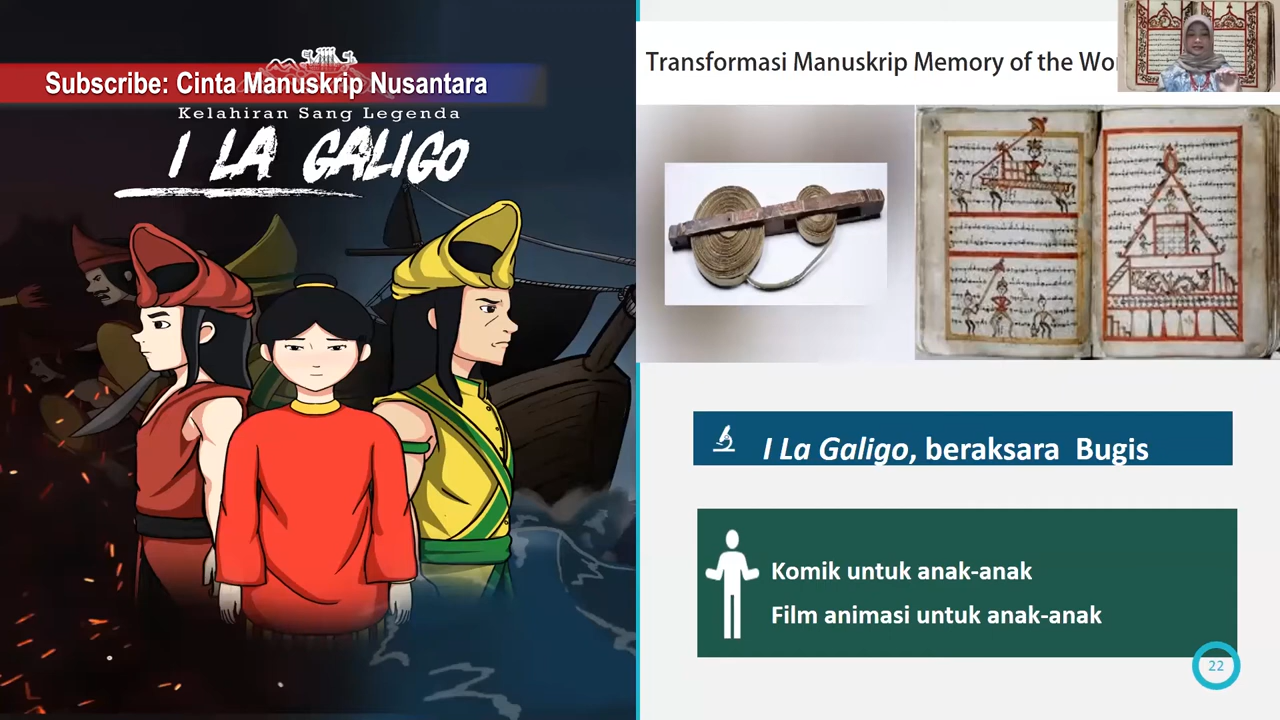 Subscribe: Cinta Manuskrip Nusantara
Kelahiran Sang Legenda
I LA GALIGO
Transformasi Manuskrip Memory of the
I La Galigo, beraksara Bugis
Komik untuk anak-anak
Film animasi untuk anak-anak
22